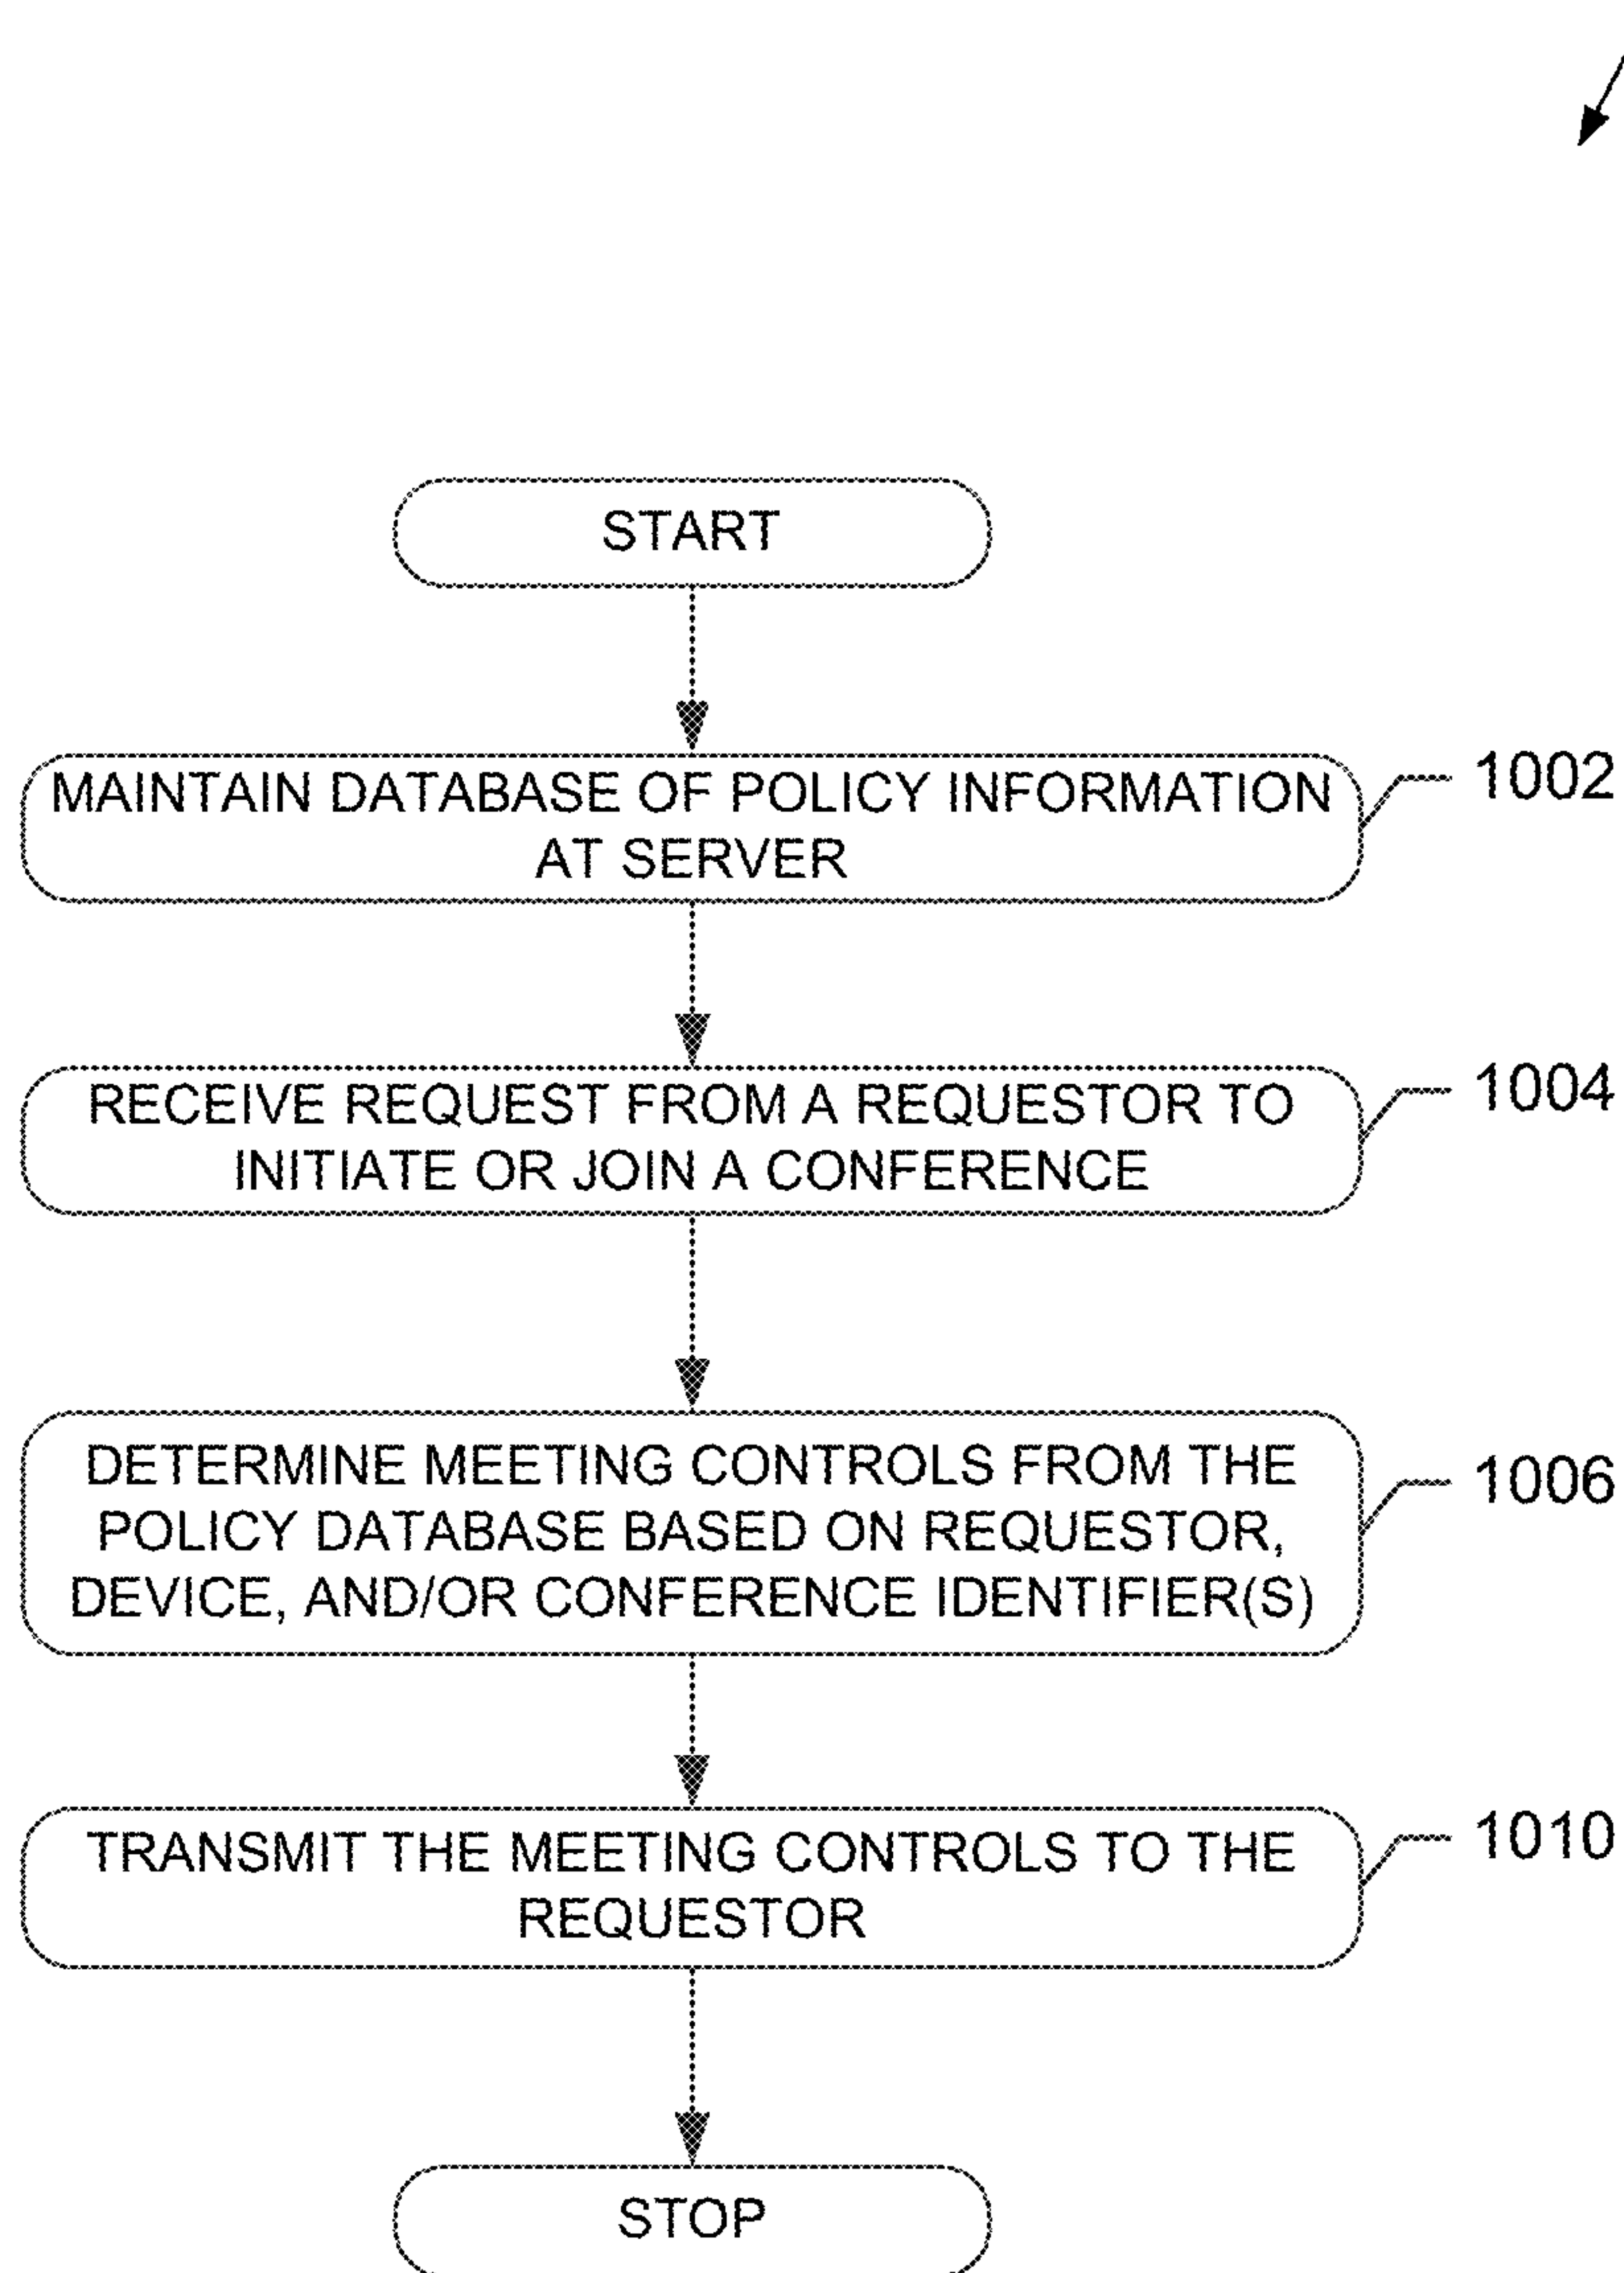 START
MAINTAIN DATABASE OF POLICY INFORMATION
AT SERVER
1002
RECEIVE REQUEST FROM A REQUESTOR TO
INITIATE OR JOIN A CONFERENCE
1004
DETERMINE MEETING CONTROLS FROM THE
POLICY DATABASE BASED ON REQUESTOR,
DEVICE, AND/OR CONFERENCE IDENTIFIER(S)
1006
TRANSMIT THE MEETING CONTROLS TO THE
REQUESTOR
1010
STOP